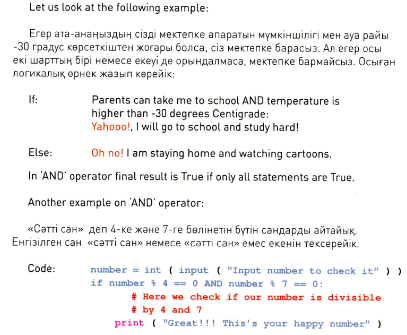 Let us look at the following example:
Егер ата-анаңыздың сізді мектепке апаратын мүмкіншілігі мен ауа райы
-30 градус көрсеткіштен жоғары болса, сіз мектепке барасыз. Ал егер осы
екі шарттың бірі немесе екеуі де орындалмаса, мектепке бармайсыз. Осыған
логикалық өрнек жазып керейік:
If: Parents can take me to school AND temperature is
higher than -30 degrees Centigrade:
Yahooo!, I will go to school and study hard!
Else: Oh no! I am staying home and watching cartoons.
In 'AND' operator final result is True if only all statements are True.
Another example on 'AND' operator:
«Сәтті сан» деп 4-ке және 7-ге бөлінетін бүтін сандарды айтайық.
Енгізілген сан «сәтті сан» немесе «сәтті сан» емес екенін тексерейік.
Code: number = int ( input ( "Input number to check it" ) )
if number % 4 == 0 AND number % 7 == 0:
# Here we check if our number is divisible
# by 4 and 7
print ( "Great!!! This's your happy number" )